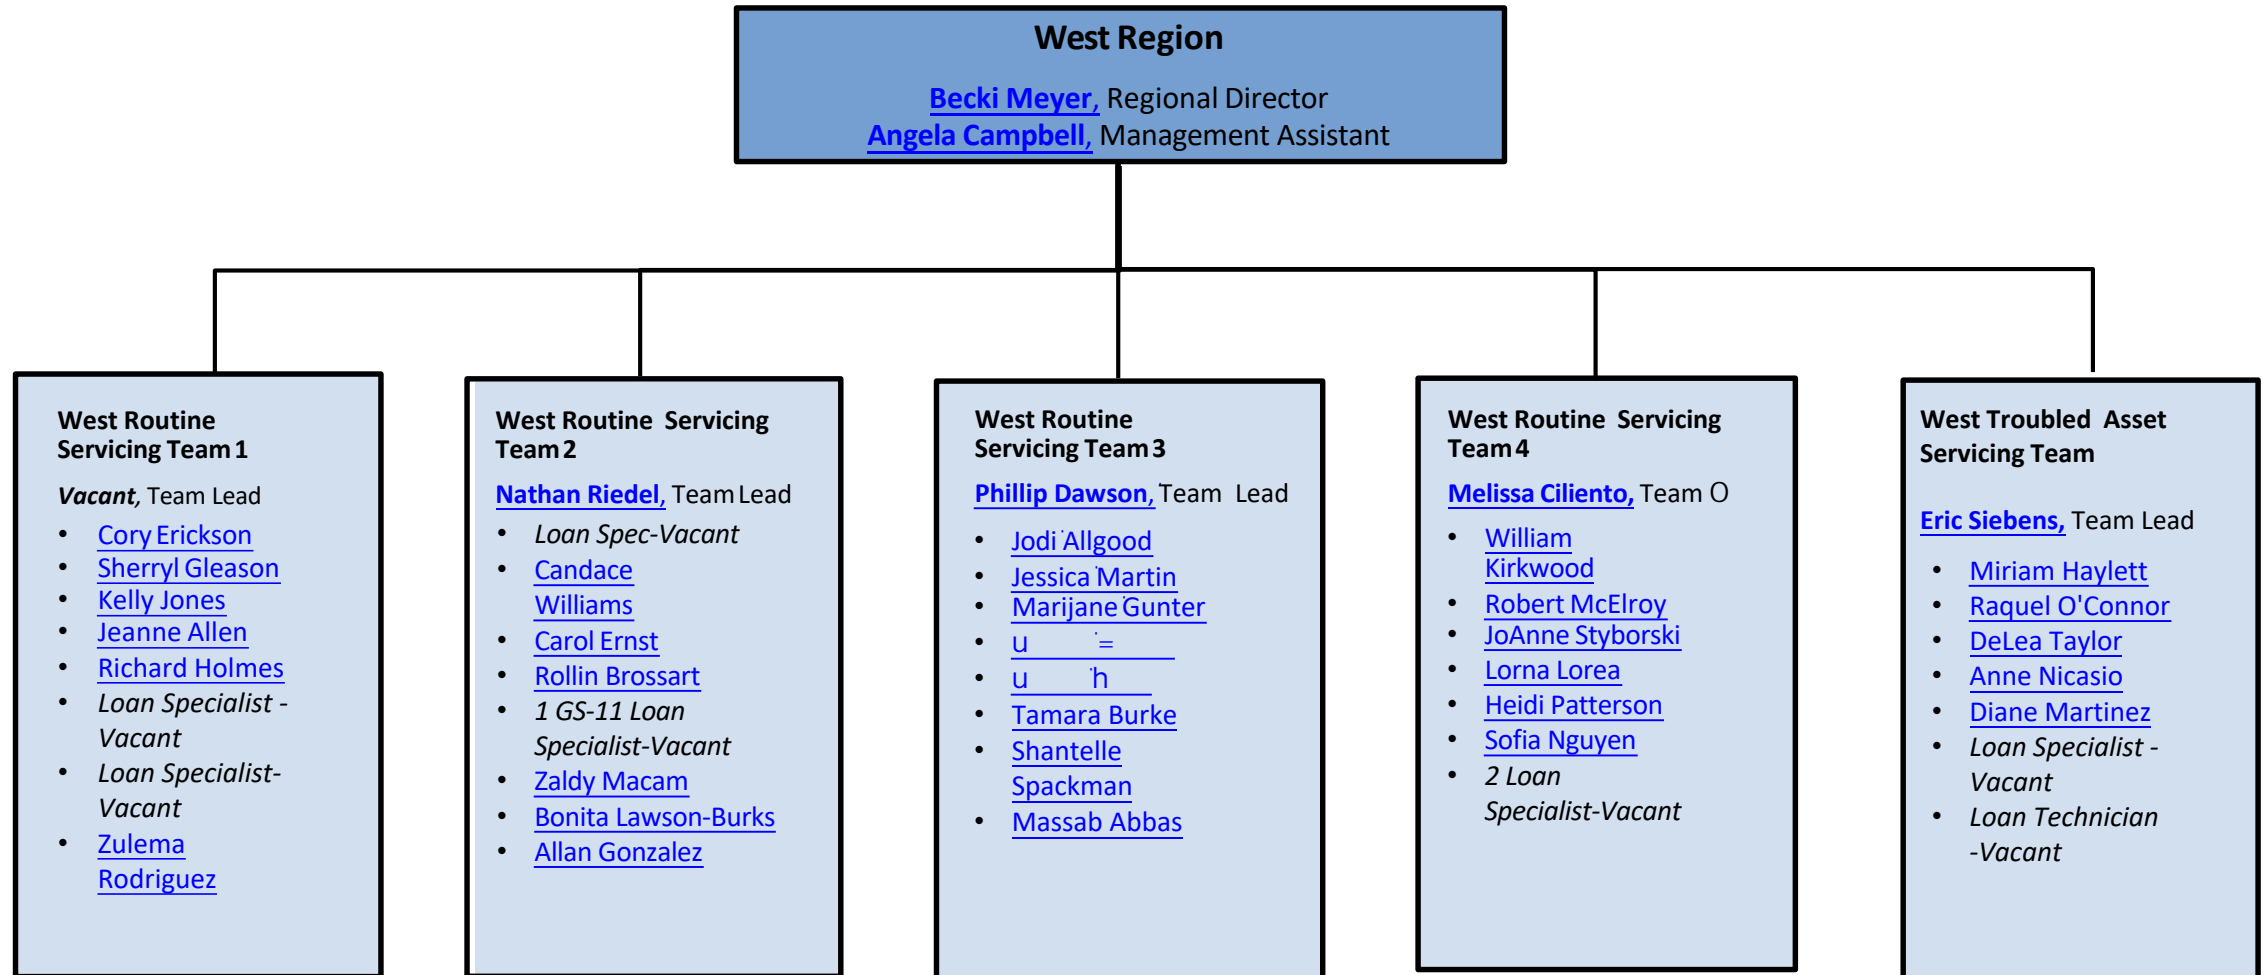 West Region
Becki Meyer, Regional Director
Angela Campbell, Management Assistant
West Routine
Servicing Team 1
Vacant, Team Lead
• Cory Erickson
• Sherryl Gleason
• Kelly Jones
• Jeanne Allen
• Richard Holmes
• Loan Specialist -
Vacant
• Loan Specialist-
Vacant
• Zulema
Rodriguez
West Routine Servicing
Team 2
Nathan Riedel, Team Lead
• Loan Spec-Vacant
• Candace
Williams
• Carol Ernst
• Rollin Brossart
• 1 GS-11 Loan
Specialist-Vacant
• Zaldy Macam
• Bonita Lawson-Burks
• Allan Gonzalez
West Routine
Servicing Team 3
Phillip Dawson, Team Lead
• Jodi Allgood
• Jessica Martin
• Marijane Gunter
• u =
• u h
• Tamara Burke
• Shantelle
Spackman
• Massab Abbas
West Routine Servicing
Team 4
Melissa Ciliento, Team O
• William
Kirkwood
• Robert McElroy
• JoAnne Styborski
• Lorna Lorea
• Heidi Patterson
• Sofia Nguyen
• 2 Loan
Specialist-Vacant
West Troubled Asset
Servicing Team
Eric Siebens, Team Lead
• Miriam Haylett
• Raquel O'Connor
• DeLea Taylor
• Anne Nicasio
• Diane Martinez
• Loan Specialist -
Vacant
• Loan Technician
-Vacant